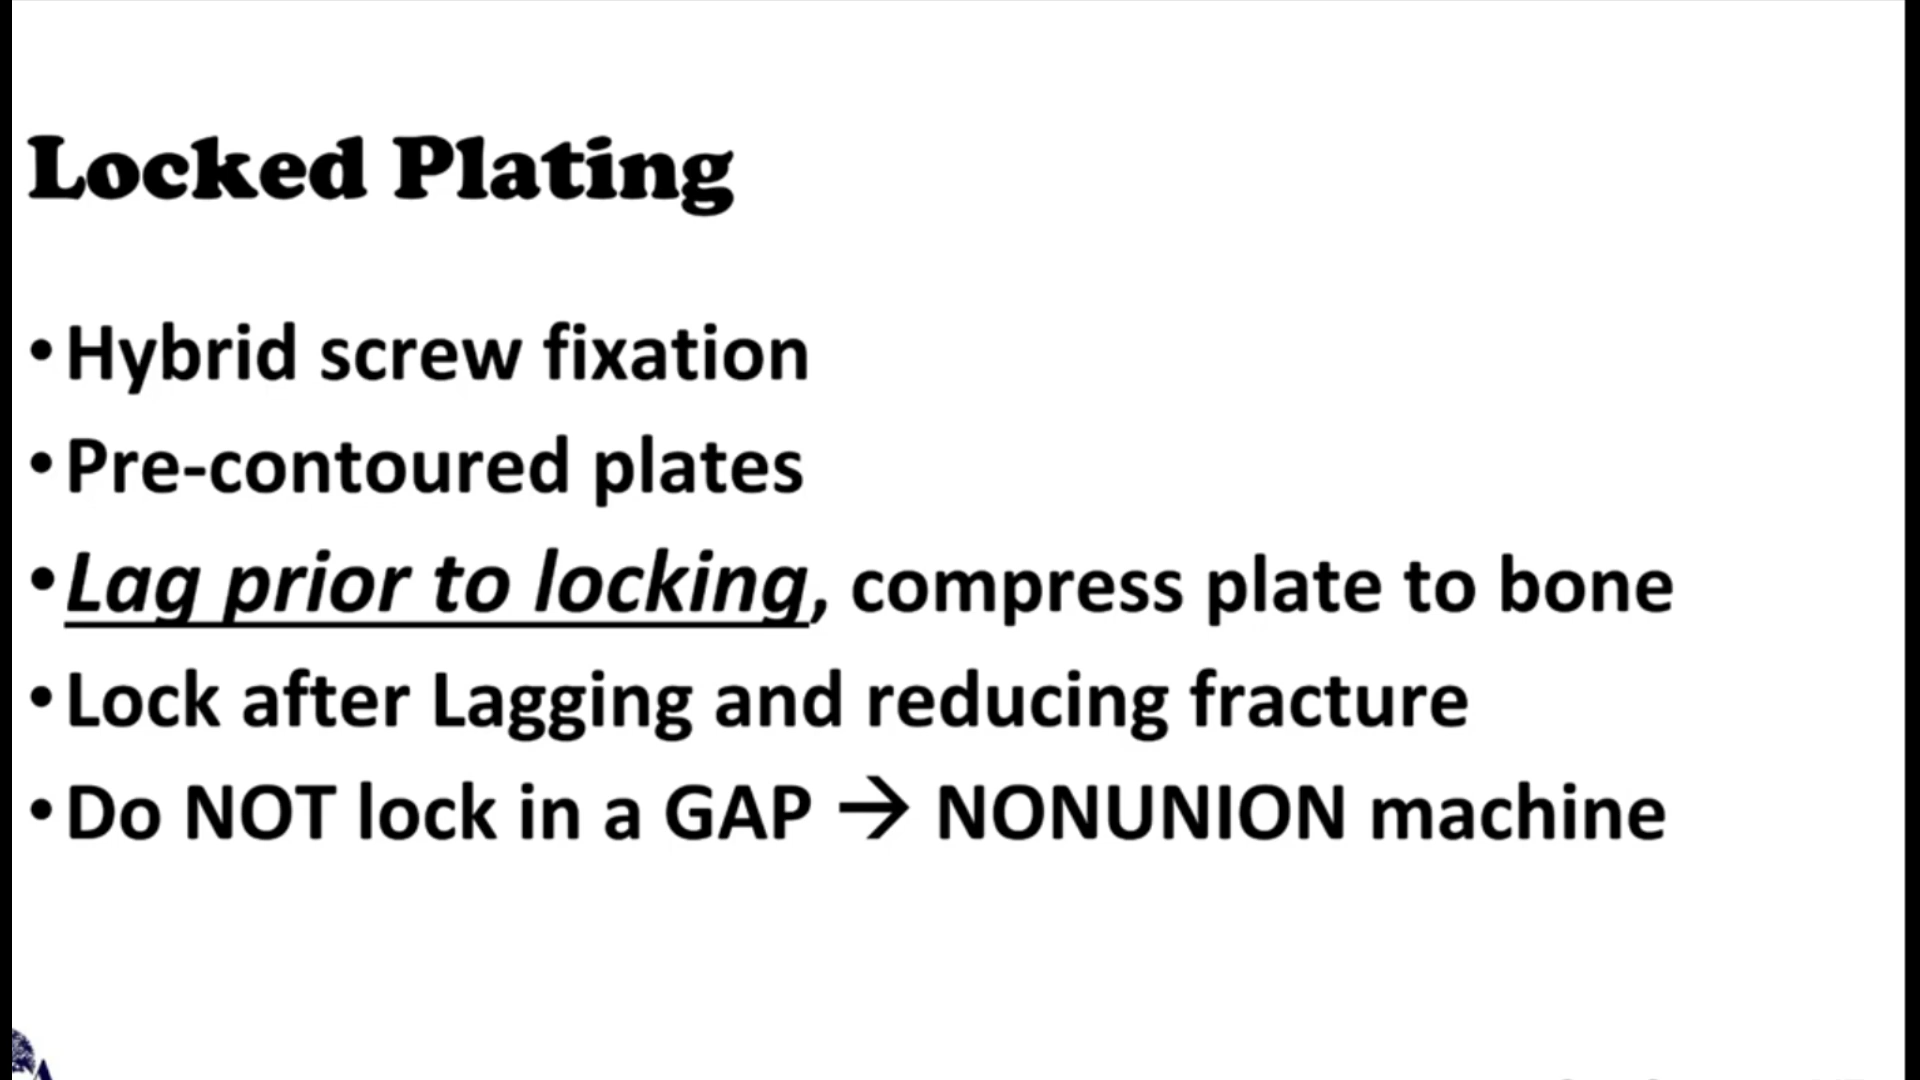 Locked Plating
•Hybrid screw fixation
•Pre-contoured plates
•Lag prior to locking, compress plate to bone
•Lock after Lagging and reducing fracture
•Do NOT lock in a GAP → NONUNION machine